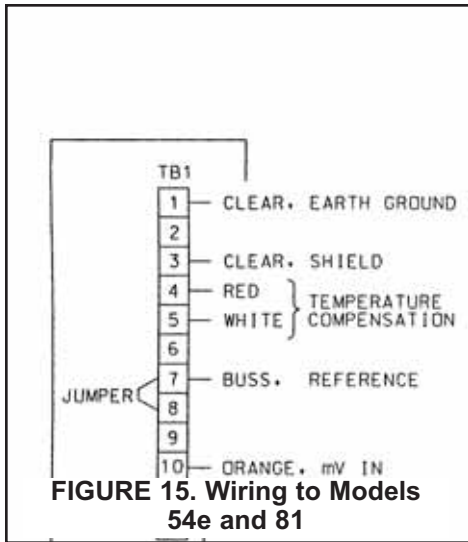 TB1
1 CLEAR. EARTH GROUND
2
3 CLEAR. SHIELD
4 RED
TEMPERATURE
5 WHITE COMPENSATION
6
7 BUSS. REFERENCE
JUMPER
8
9
10 ORANGE. mV IN
FIGURE 15. Wiring to Models
54e and 81